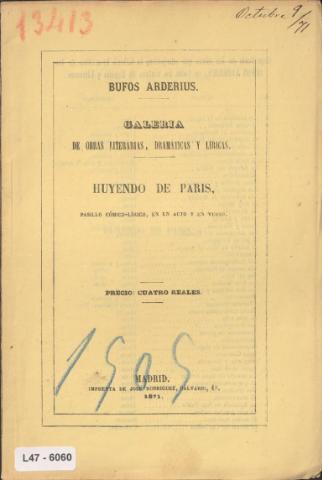 13413
Octubre 9/71
BUFOS ARDERIUS.
GALERIA
DE OBRAS LITERARIAS, DRAMÁTICAS Y LÍRICAS.
HUYENDO DE PARIS,
PASILLO CÓMICO-LÍRICO, EN UN ACTO Y EN VERSO.
PRECIO: CUATRO REALES.
1505
MADRID.
IMPRENTA DE JOSÉ RODRIGUEZ, CALVARIO,
1871.
L47 - 6060